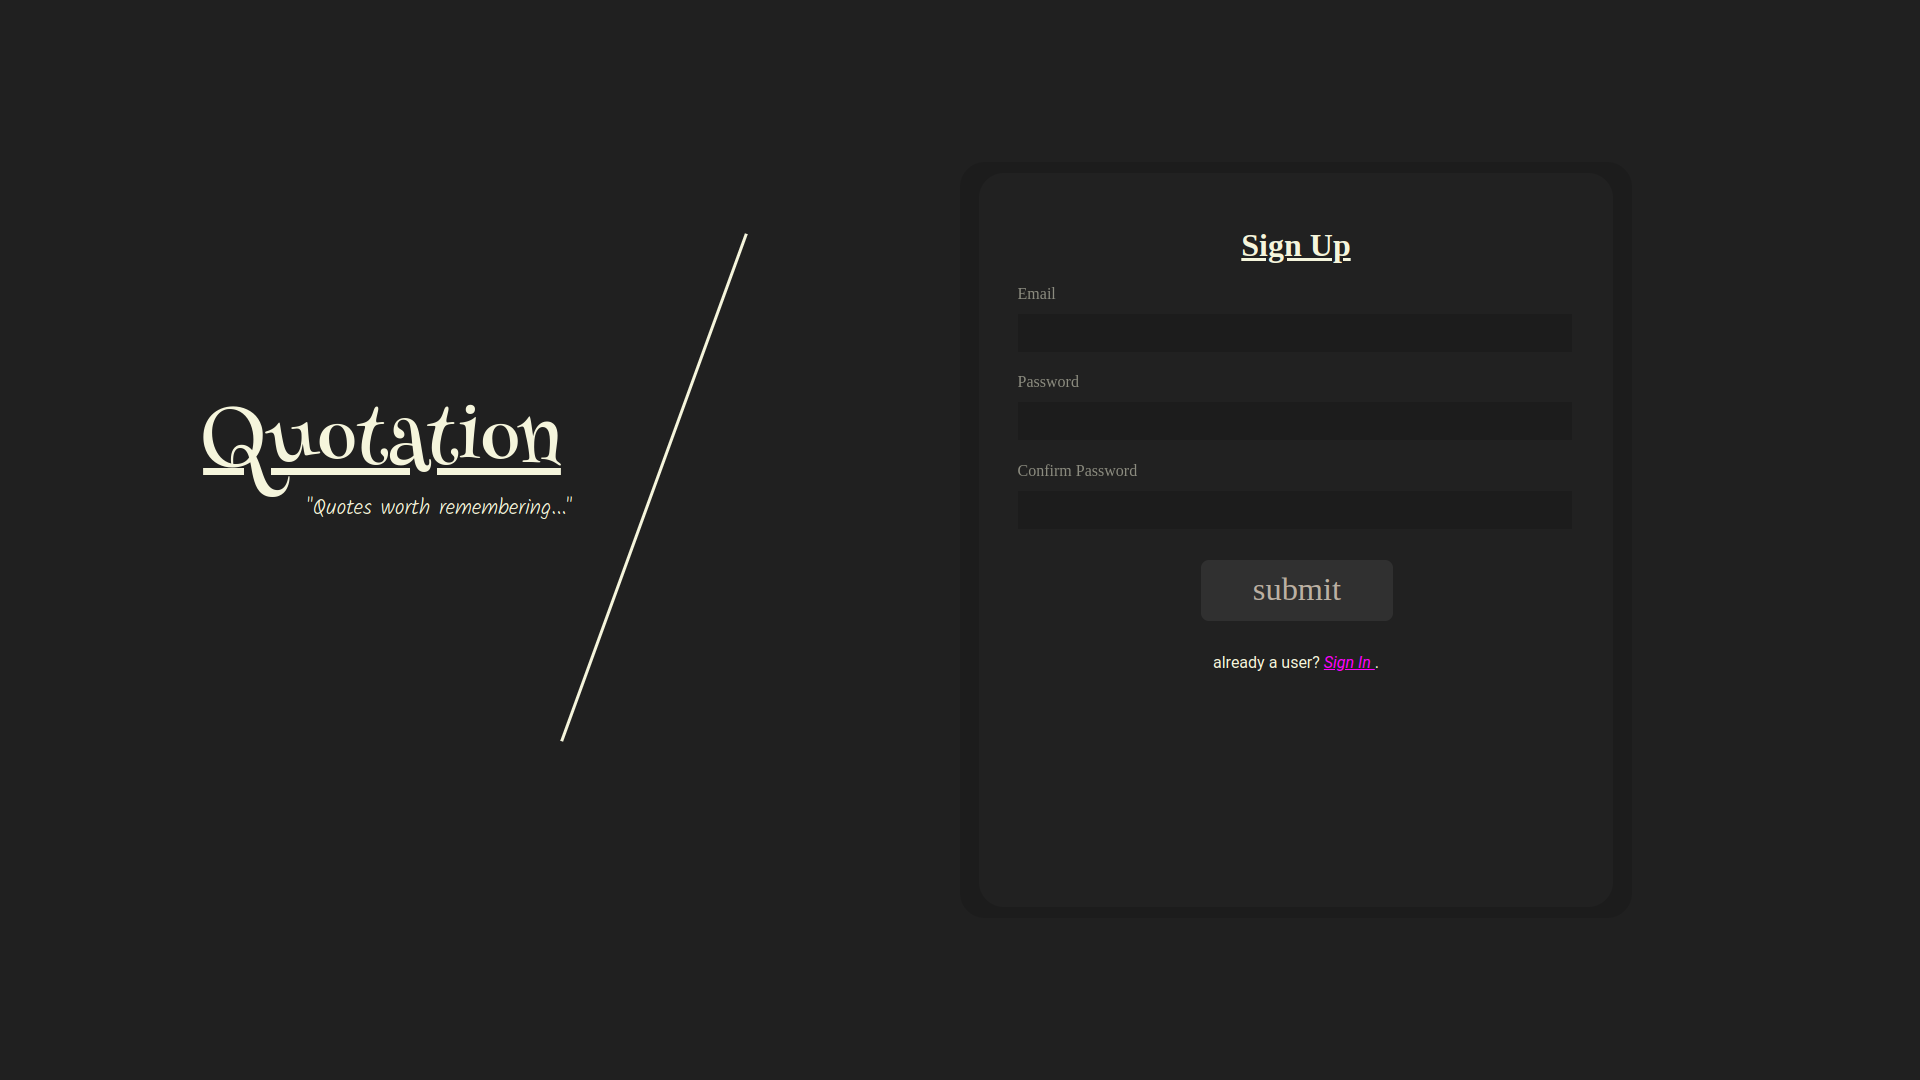 Quotation
"Quotes worth remembering..."
Sign Up
Email
Password
Confirm Password
submit
already a user? Sign In .